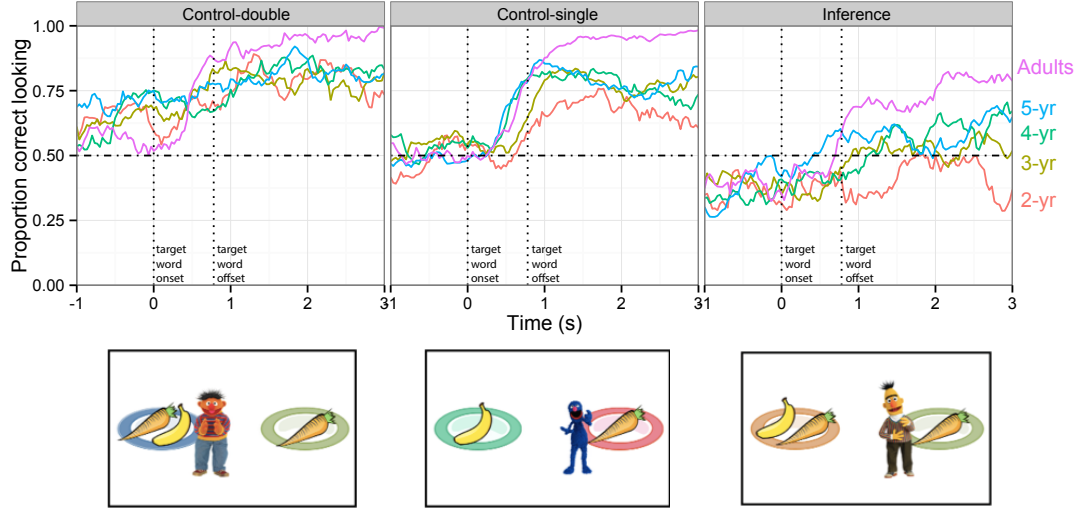 Control-double Control-single Inference
Proportion correct looking
1.00
0.75
0.50
0.25
0.00
target
word
onset
target
word
offset
target
word
onset
target
word
offset
target
word
onset
target
word
offset
-1 0 1 2 3
-1 0 1 2 3
-1 0 1 2 3
Time (s)
Adults
5-yr
4-yr
3-yr
2-yr